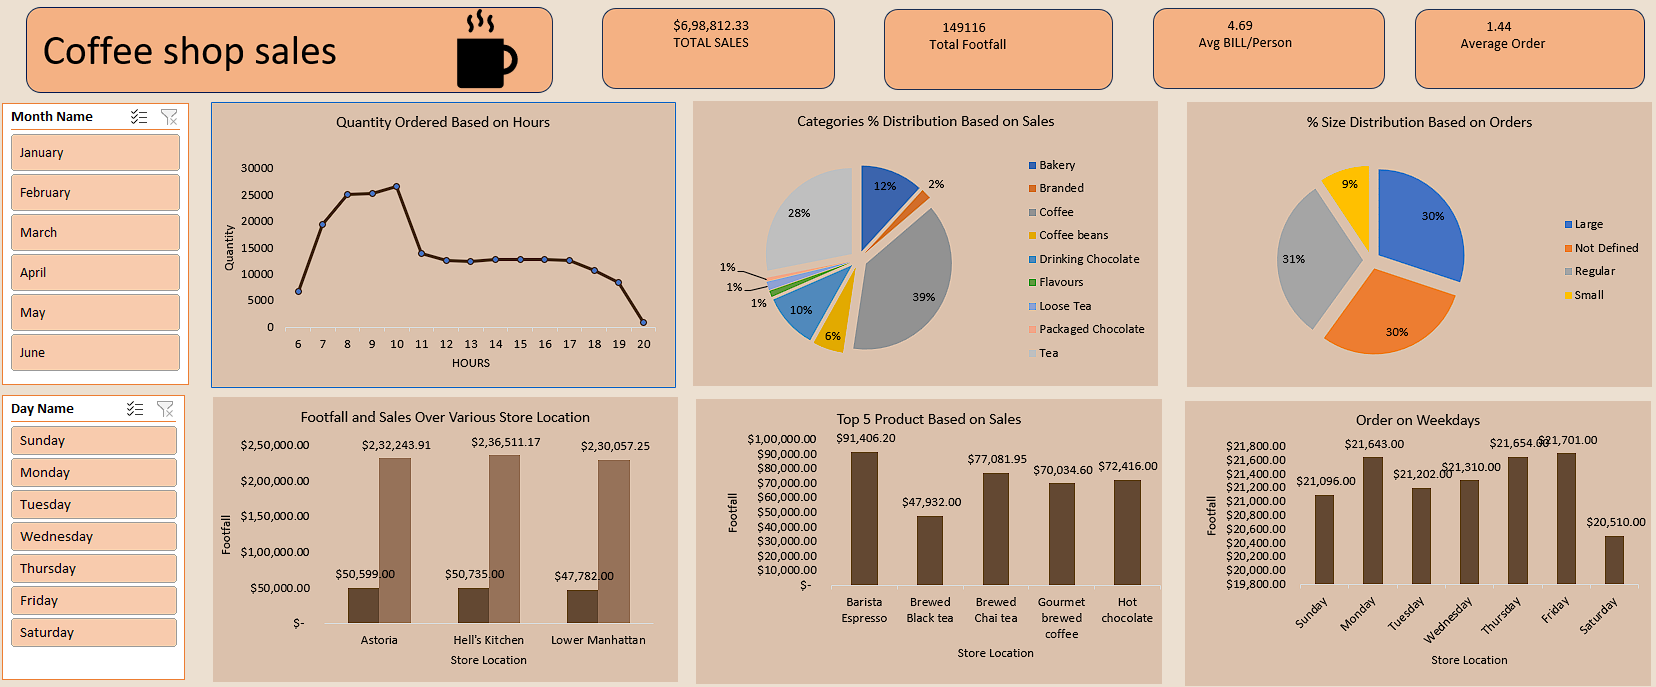 Coffee shop sales
$6,98,812.33
TOTAL SALES
149116
Total Footfall
4.69
Avg BILL/Person
1.44
Average Order
Month Name
January
February
March
April
May
June
Day Name
Sunday
Monday
Tuesday
Wednesday
Thursday
Friday
Saturday
Quantity Ordered Based on Hours
Quantity
30000
25000
20000
15000
10000
5000
0
6 7 8 9 10 11 12 13 14 15 16 17 18 19 20
HOURS
Categories % Distribution Based on Sales
12%
2%
39%
6%
10%
1%
1%
1%
28%
Bakery
Branded
Coffee
Coffee beans
Drinking Chocolate
Flavours
Loose Tea
Packaged Chocolate
Tea
% Size Distribution Based on Orders
30%
30%
31%
9%
Large
Not Defined
Regular
Small
Footfall and Sales Over Various Store Location
Footfall
$2,50,000.00
$2,00,000.00
$1,50,000.00
$1,00,000.00
$50,000.00
$-
$50,599.00
$2,32,243.91
$50,735.00
$2,36,511.17
$47,782.00
$2,30,057.25
Astoria
Hell's Kitchen
Lower Manhattan
Store Location
Top 5 Product Based on Sales
Footfall
$1,00,000.00
$90,000.00
$80,000.00
$70,000.00
$60,000.00
$50,000.00
$40,000.00
$30,000.00
$20,000.00
$10,000.00
$-
$91,406.20
$47,932.00
$77,081.95
$70,034.60
$72,416.00
Barista
Espresso
Brewed
Black tea
Brewed
Chai tea
Gourmet
brewed
coffee
Hot
chocolate
Store Location
Order on Weekdays
Footfall
$21,800.00
$21,600.00
$21,400.00
$21,200.00
$21,000.00
$20,800.00
$20,600.00
$20,400.00
$20,200.00
$20,000.00
$19,800.00
$21,096.00
$21,643.00
$21,202.00
$21,310.00
$21,654.00
$21,701.00
$20,510.00
Sunday
Monday
Tuesday
Wednesday
Thursday
Friday
Saturday
Store Location